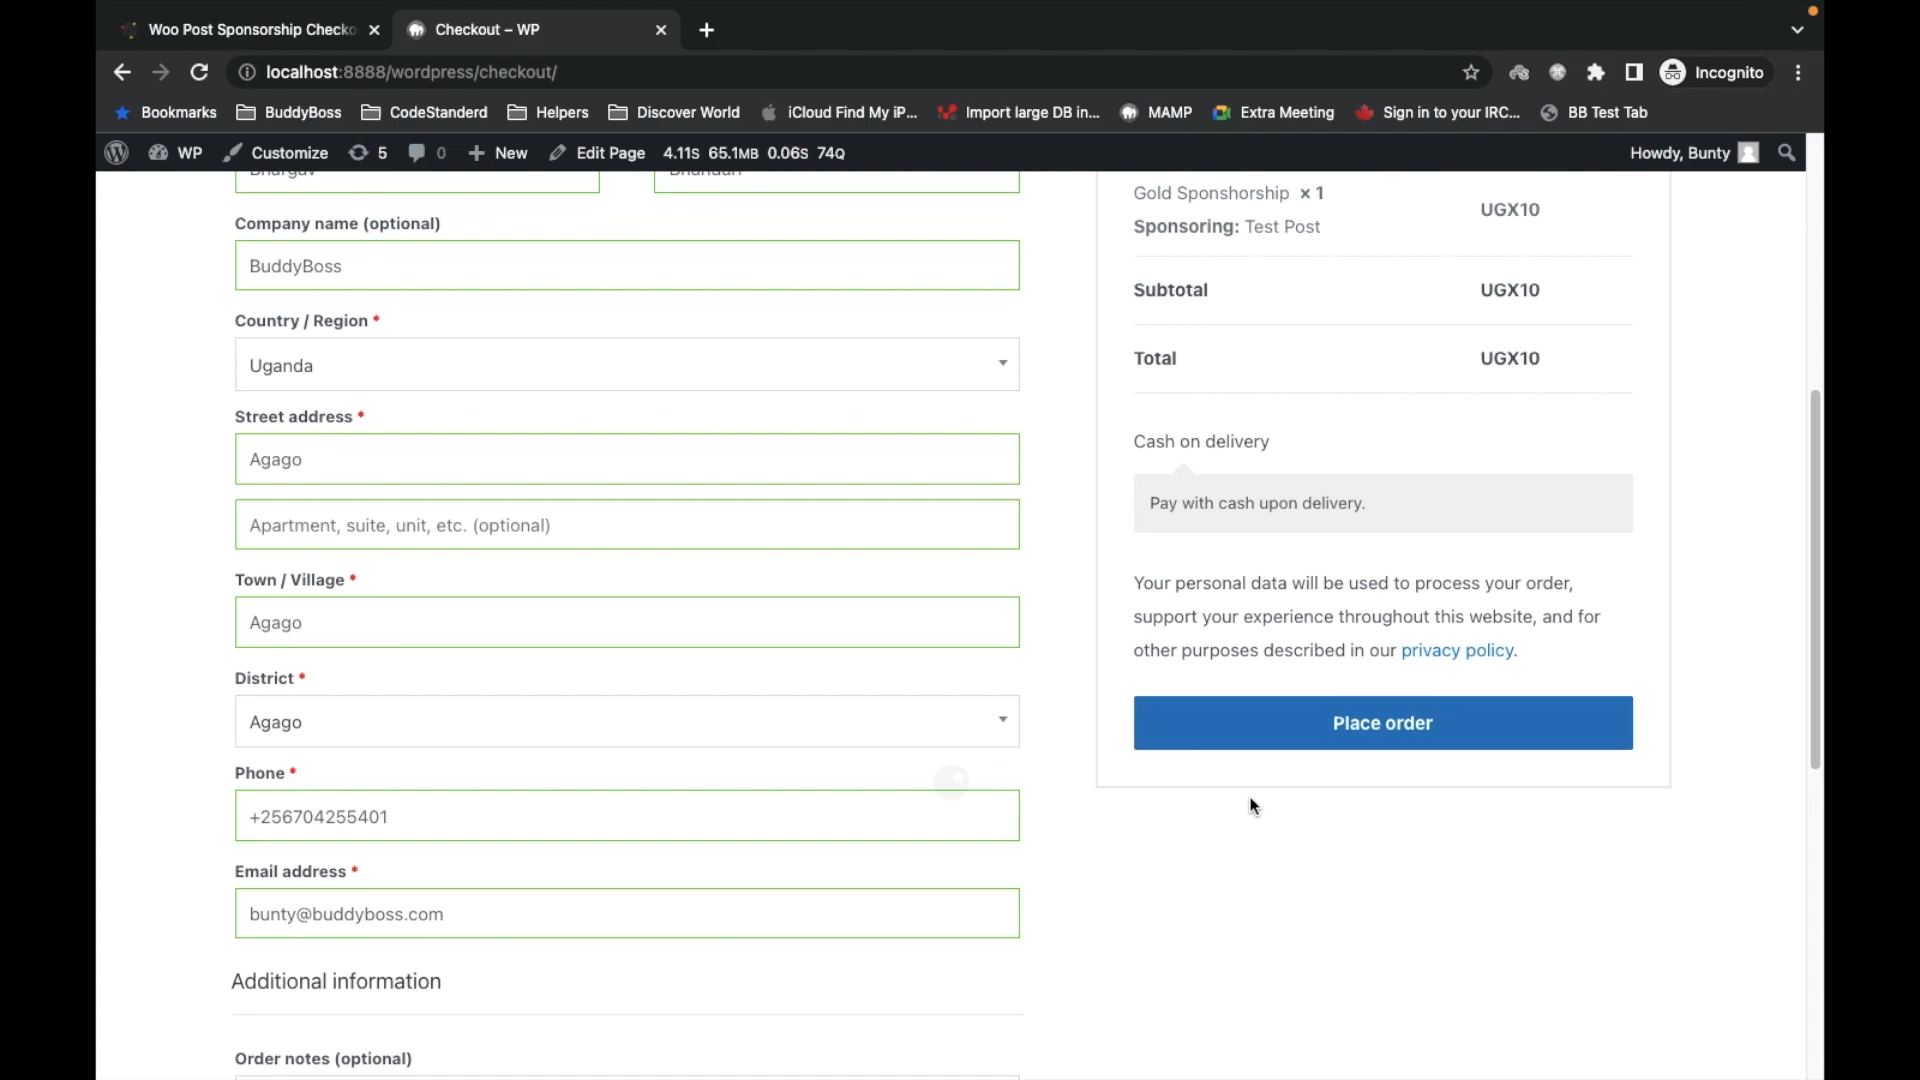 Woo Post Sponsorship Checko
Checkout – WP
localhost:8888/wordpress/checkout/
Incognito
Bookmarks
BuddyBoss
CodeStanderd
Helpers
Discover World
iCloud Find My iP...
Import large DB in...
MAMP
Extra Meeting
Sign in to your IRC...
BB Test Tab
WP
Customize
5
0
New
Edit Page
4.11S 65.1MB 0.06S 74Q
Howdy, Bunty
Bhargav
Bhandari
Company name (optional)
BuddyBoss
Country / Region *
Uganda
Street address *
Agago
Apartment, suite, unit, etc. (optional)
Town / Village *
Agago
District *
Agago
Phone *
+256704255401
Email address *
bunty@buddyboss.com
Additional information
Order notes (optional)
Gold Sponshorship × 1
Sponsoring: Test Post
UGX10
Subtotal UGX10
Total UGX10
Cash on delivery
Pay with cash upon delivery.
Your personal data will be used to process your order,
support your experience throughout this website, and for
other purposes described in our privacy policy.
Place order